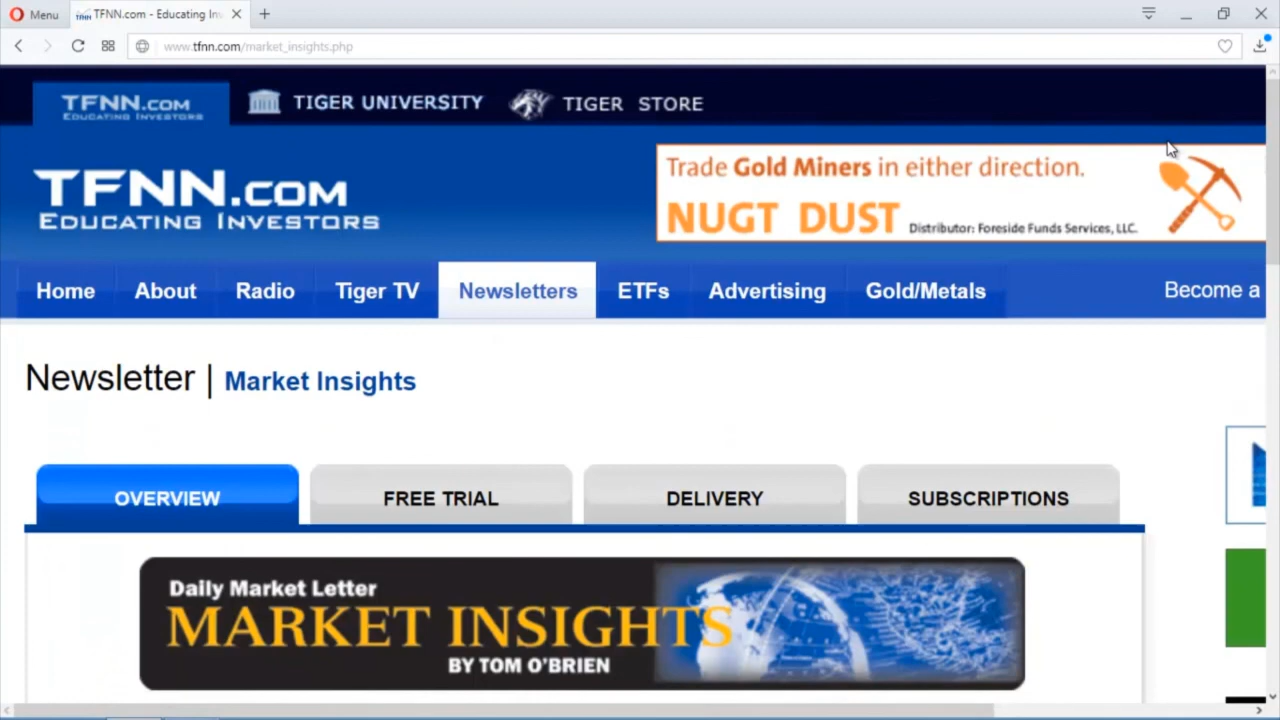 Menu
TFNN.com - Educating In
www.tfnn.com/market_insights.php
TFNN.COM
EDUCATING INVESTORS
TIGER UNIVERSITY
TIGER STORE
TFNN.COM
EDUCATING INVESTORS
Trade Gold Miners in either direction.
NUGT DUST Distributor: Foreside Funds Services, LLC.
Home About Radio Tiger TV Newsletters ETFs Advertising Gold/Metals Become a
Newsletter | Market Insights
OVERVIEW FREE TRIAL DELIVERY SUBSCRIPTIONS
Daily Market Letter
MARKET INSIGHTS
BY TOM O'BRIEN